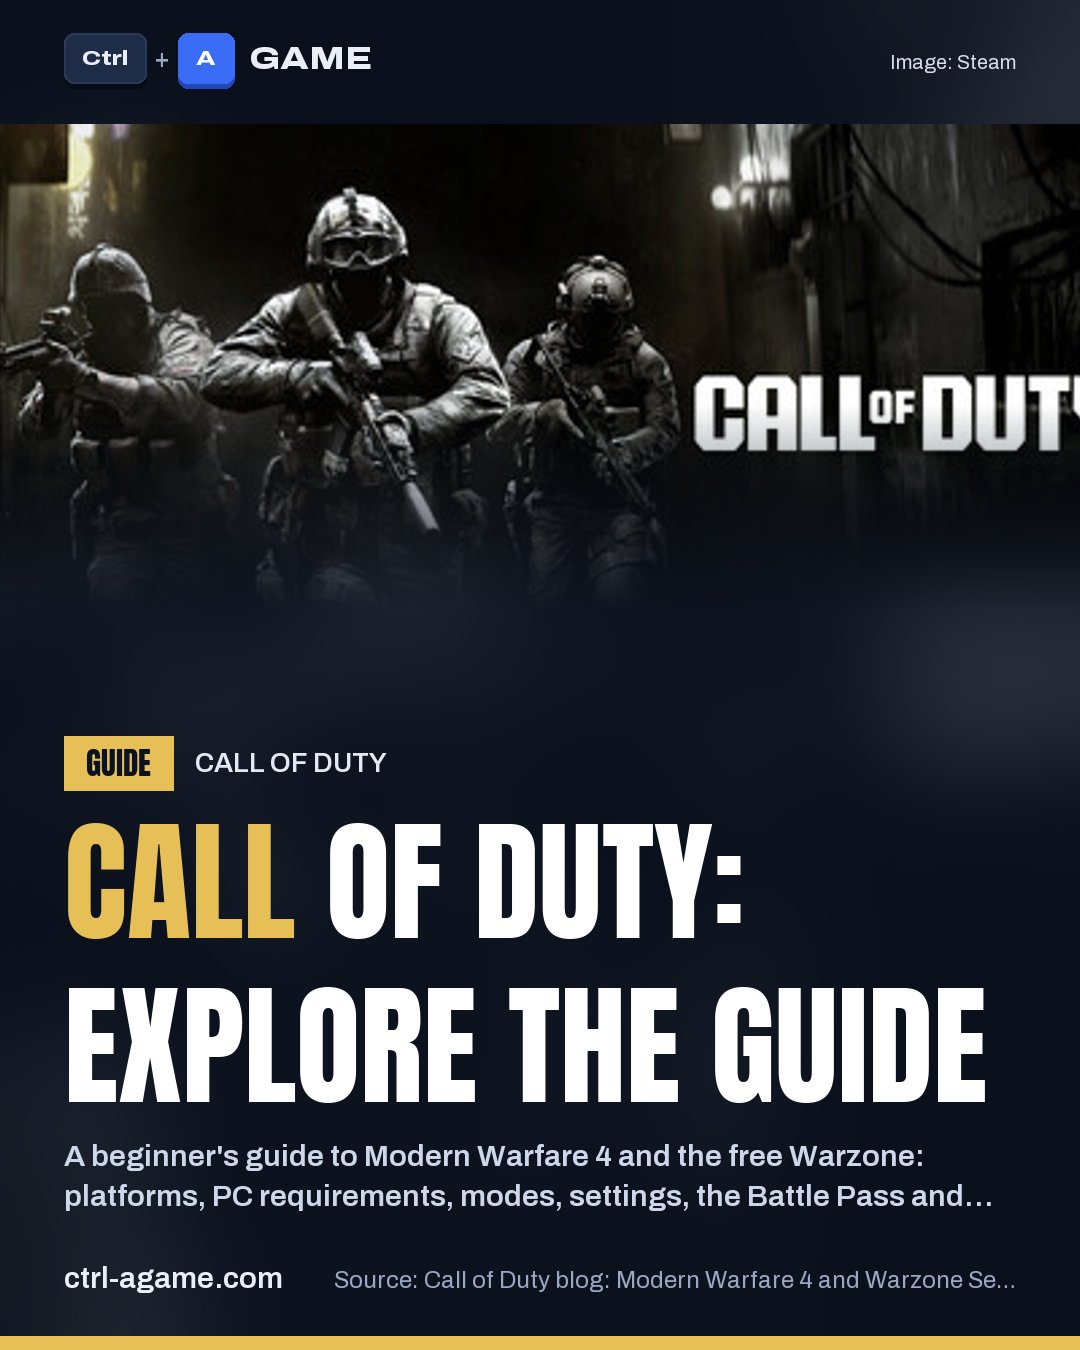 Ctrl + A GAME
Image: Steam
CALL OF DUTY
GUIDE CALL OF DUTY
CALL OF DUTY:
EXPLORE THE GUIDE
A beginner's guide to Modern Warfare 4 and the free Warzone:
platforms, PC requirements, modes, settings, the Battle Pass and...
ctrl-agame.com Source: Call of Duty blog: Modern Warfare 4 and Warzone Se...